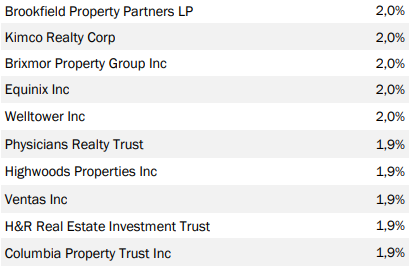 Brookfield Property Partners LP 2,0%
Kimco Realty Corp 2,0%
Brixmor Property Group Inc 2,0%
Equinix Inc 2,0%
Welltower Inc 2,0%
Physicians Realty Trust 1,9%
Highwoods Properties Inc 1,9%
Ventas Inc 1,9%
H&R Real Estate Investment Trust 1,9%
Columbia Property Trust Inc 1,9%